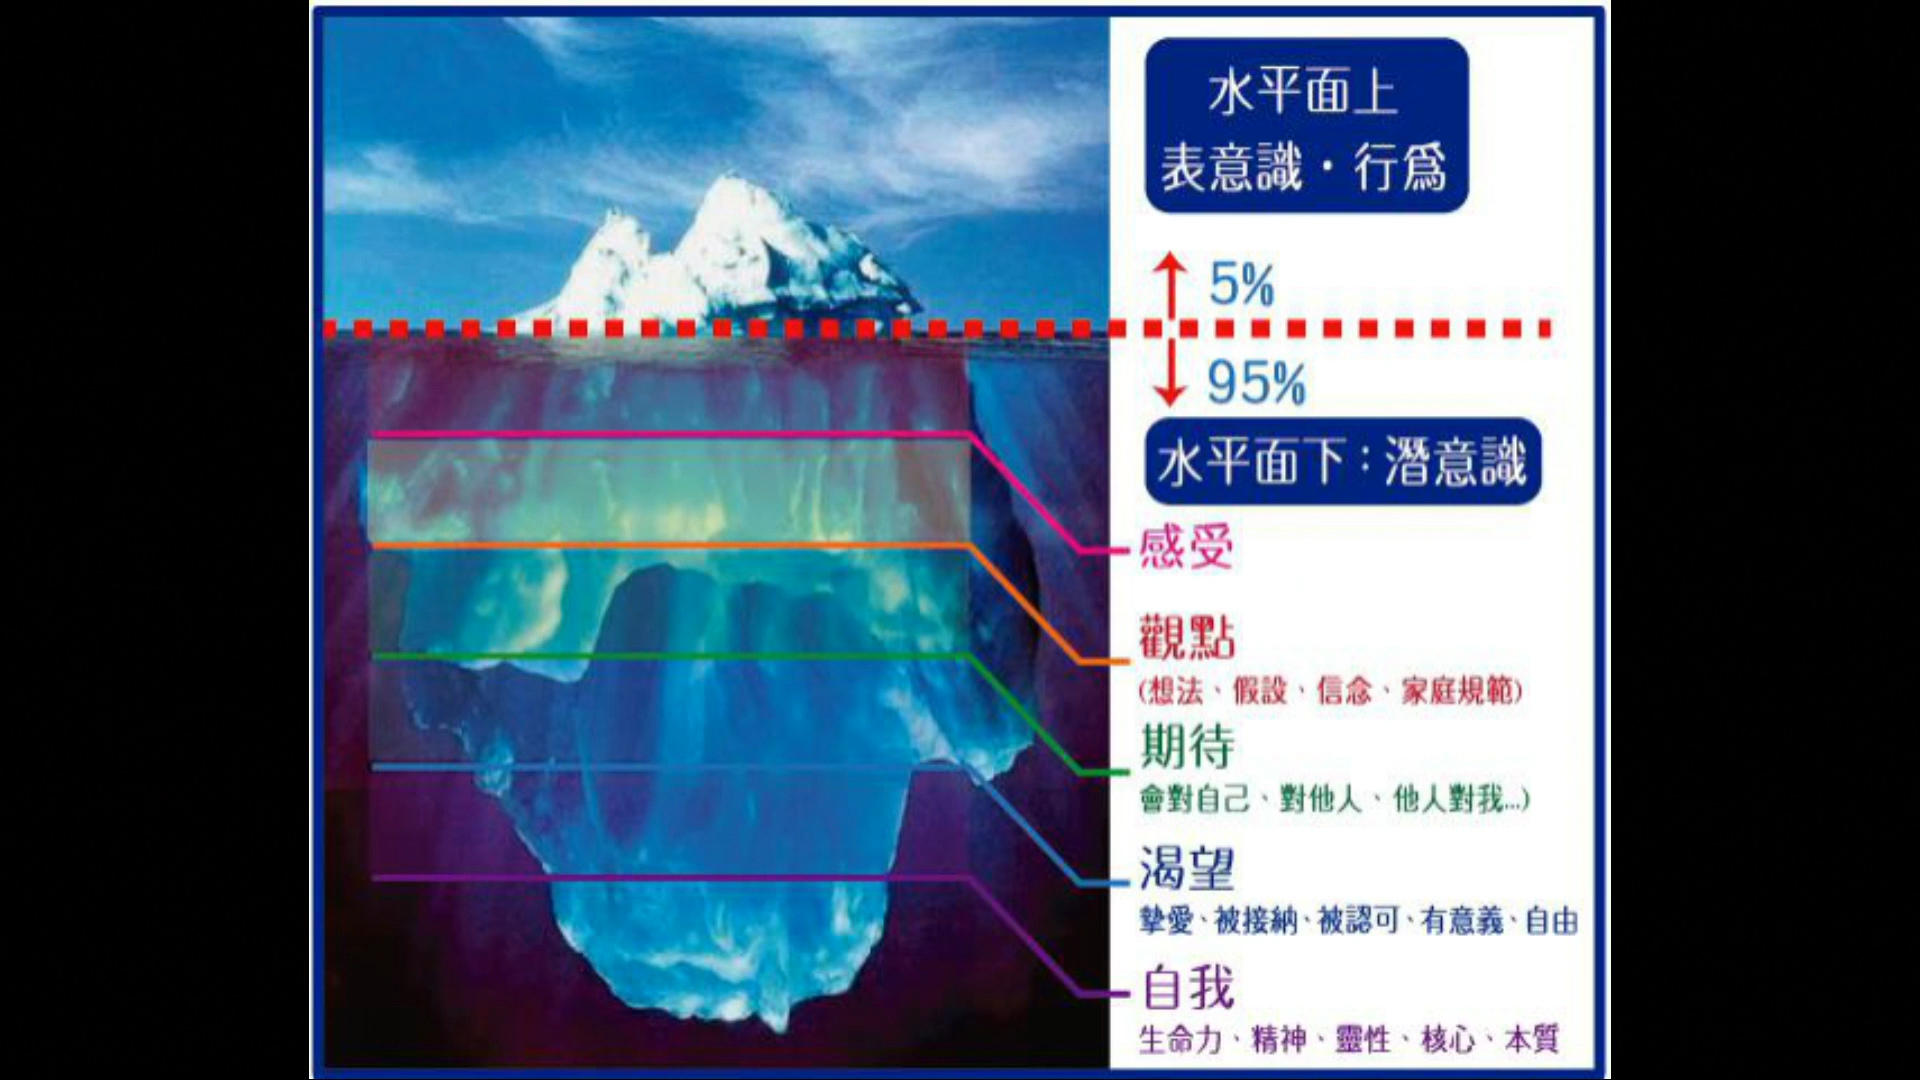 水平面上
表意識・行為
5%
95%
水平面下：潛意識
感受
觀點
(想法、假設、信念、家庭規範)
期待
會對自己、對他人、他人對我...)
渴望
摯愛、被接納、被認可、有意義、自由
自我
生命力、精神、靈性、核心、本質